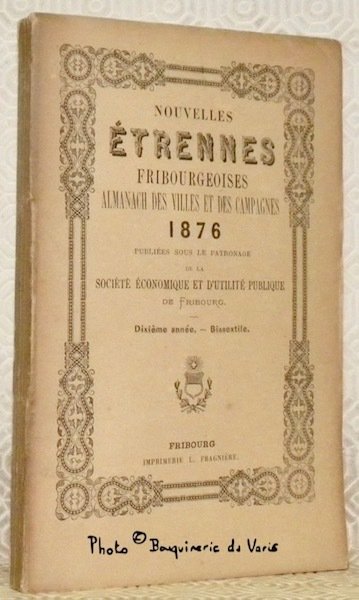 NOUVELLES
ÉTRENNES
FRIBOURGEOISES
ALMANACH DES VILLES ET DES CAMPAGNES
1876
PUBLIÉES SOUS LE PATRONAGE
DE LA
SOCIÉTÉ ÉCONOMIQUE ET D'UTILITÉ PUBLIQUE
DE FRIBOURG.
Dixième année. — Bissextile.
FRIBOURG
IMPRIMERIE L. FRAGNIÈRE.
Photo © Bouquinerie du Varis